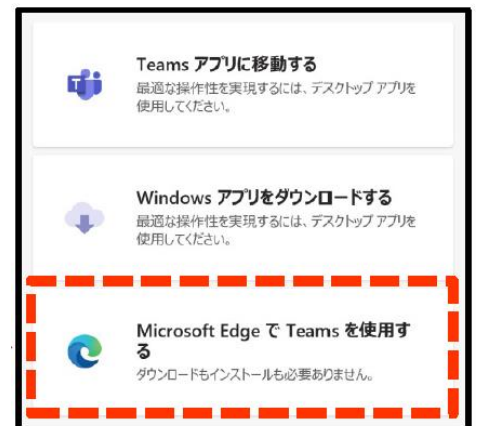 Teams アプリに移動する
最適な操作性を実現するには、デスクトップ アプリを
使用してください。
Windows アプリをダウンロードする
最適な操作性を実現するには、デスクトップ アプリを
使用してください。
Microsoft Edge で Teams を使用す
る
ダウンロードもインストールも必要ありません。